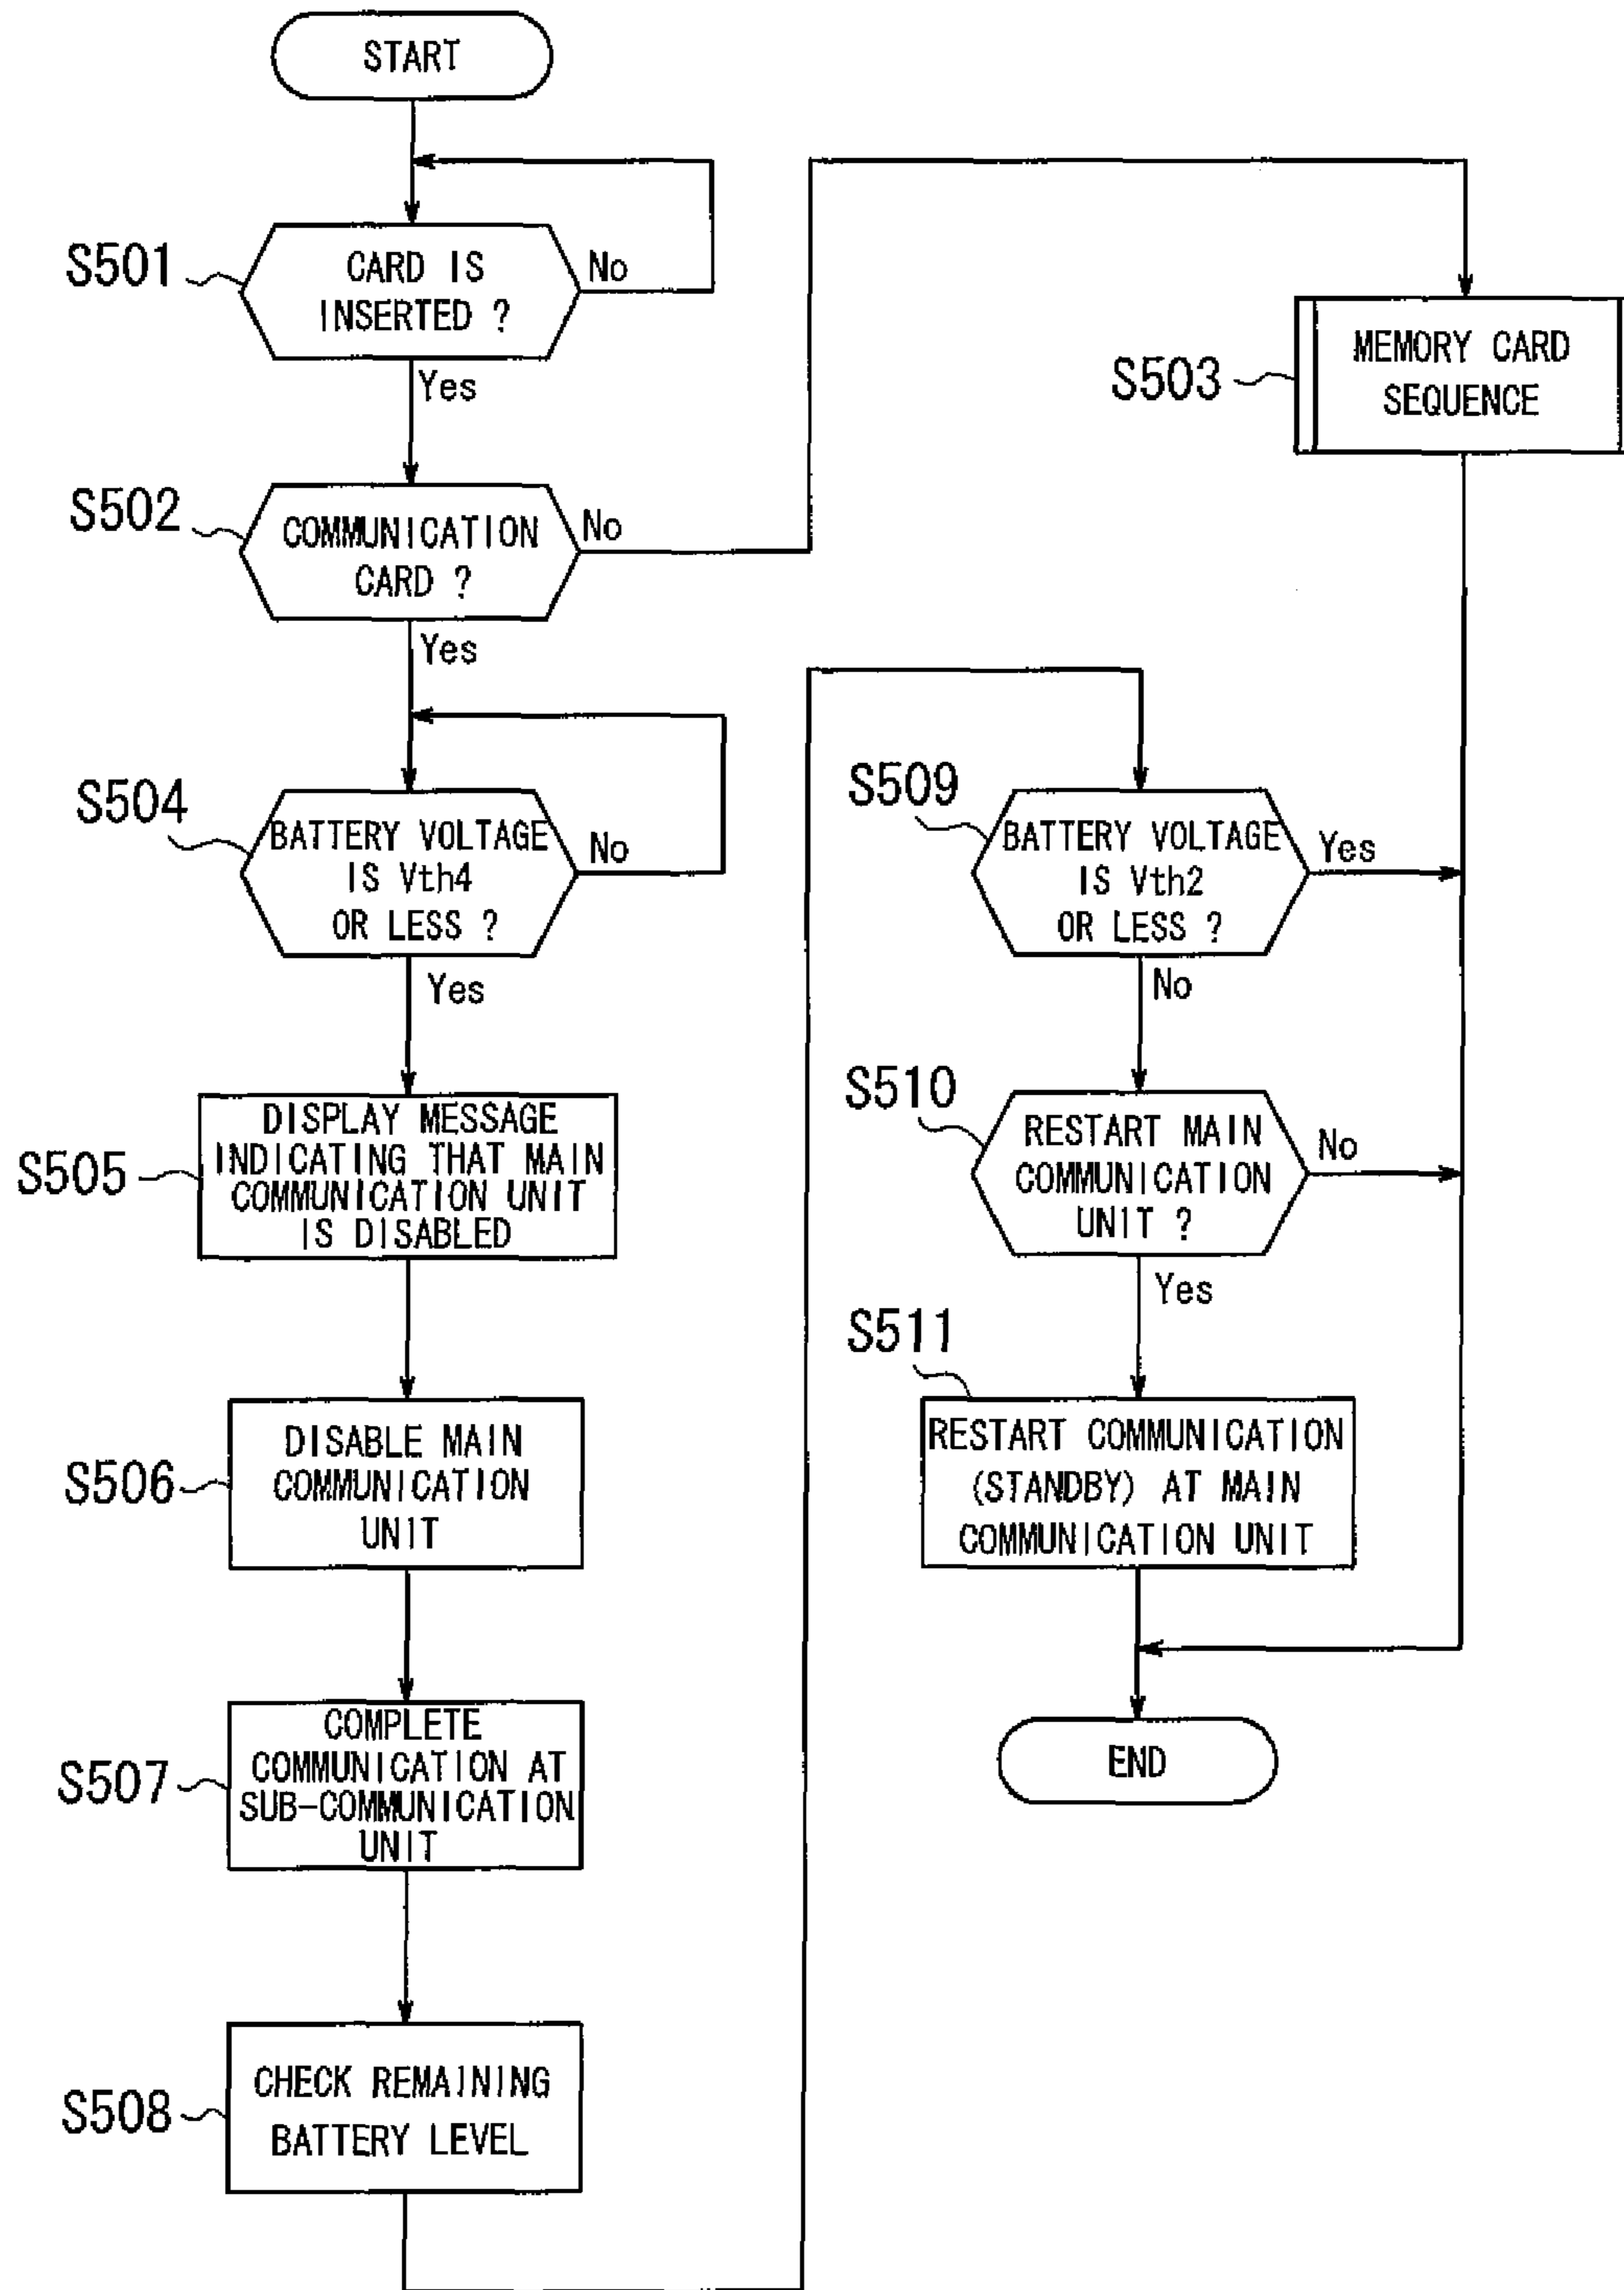 START
S501
CARD IS
INSERTED ?
No
Yes
S502
COMMUNICATION
CARD ?
No
Yes
S503
MEMORY CARD
SEQUENCE
S504
BATTERY VOLTAGE
IS Vth4
OR LESS ?
No
Yes
S505
DISPLAY MESSAGE
INDICATING THAT MAIN
COMMUNICATION UNIT
IS DISABLED
S506
DISABLE MAIN
COMMUNICATION
UNIT
S507
COMPLETE
COMMUNICATION AT
SUB-COMMUNICATION
UNIT
S508
CHECK REMAINING
BATTERY LEVEL
S509
BATTERY VOLTAGE
IS Vth2
OR LESS ?
Yes
No
S510
RESTART MAIN
COMMUNICATION
UNIT ?
No
Yes
S511
RESTART COMMUNICATION
(STANDBY) AT MAIN
COMMUNICATION UNIT
END